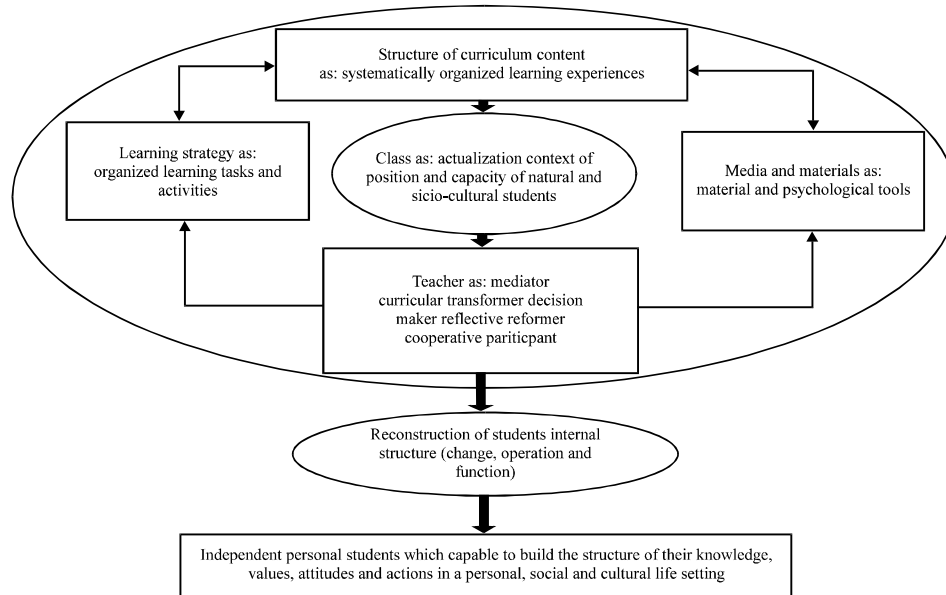 Structure of curriculum content
as: systematically organized learning experiences
Learning strategy as:
organized learning tasks and
activities
Class as: actualization context of
position and capacity of natural and
sicio-cultural students
Media and materials as:
material and psychological tools
Teacher as: mediator
curricular transformer decision
maker reflective reformer
cooperative pariticpant
Reconstruction of students internal
structure (change, operation and
function)
Independent personal students which capable to build the structure of their knowledge,
values, attitudes and actions in a personal, social and cultural life setting